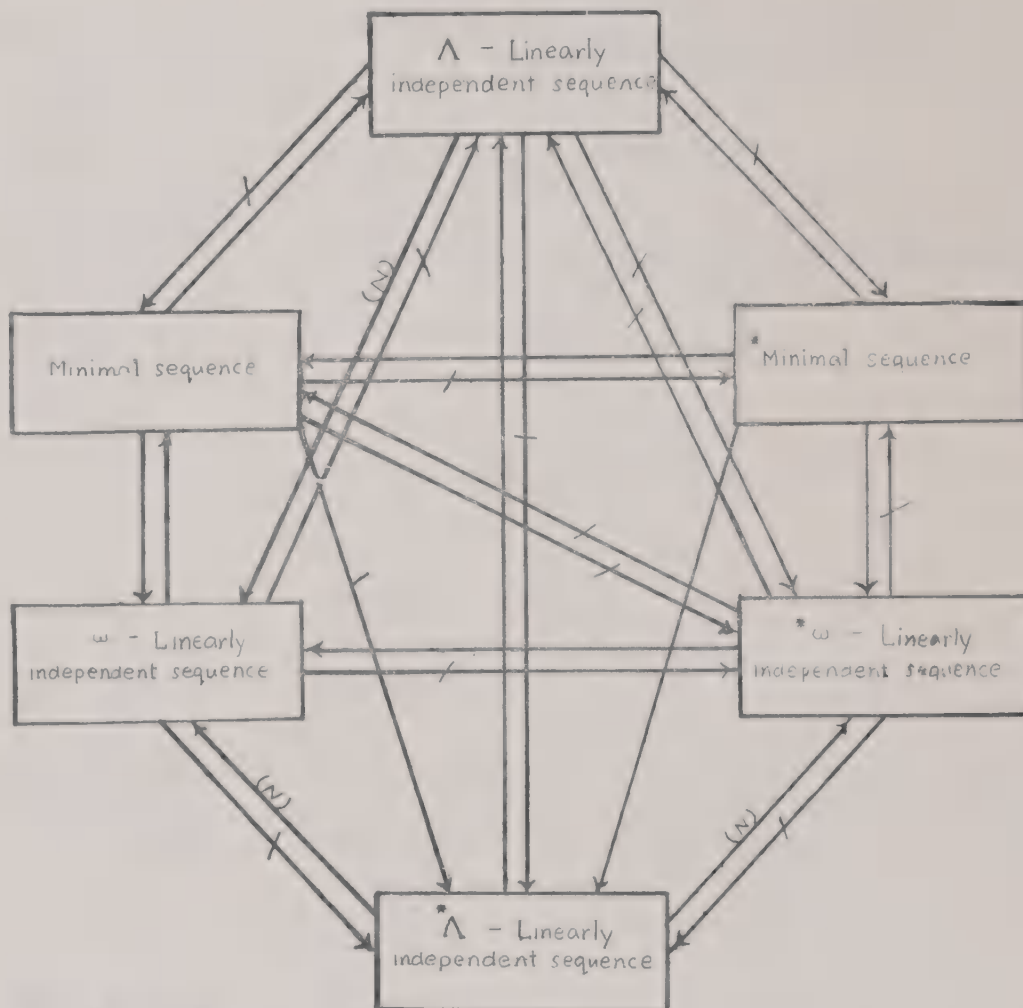 Λ - Linearly
independent sequence
(N)
Minimal sequence
* Minimal sequence
ω - Linearly
independent sequence
* ω - Linearly
independent sequence
(N)
(N)
* Λ - Linearly
independent sequence